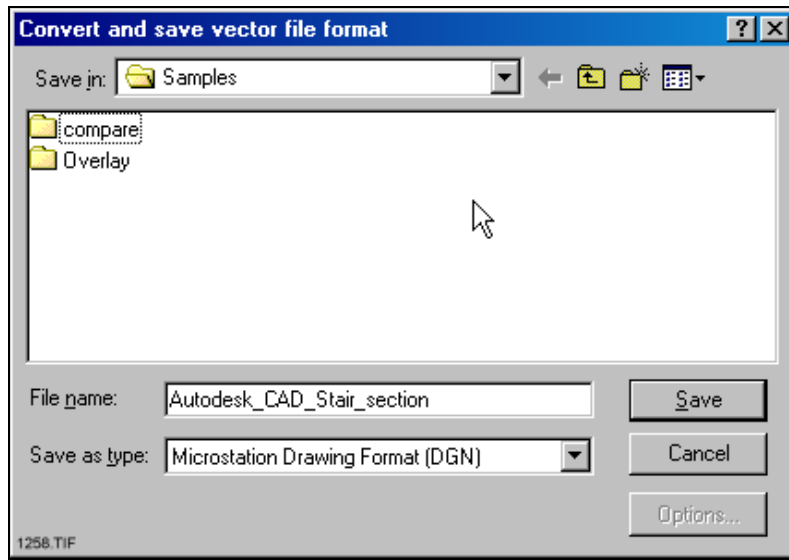 Convert and save vector file format
Save in: Samples
compare
Overlay
File name: Autodesk_CAD_Stair_section Save
Save as type: Microstation Drawing Format (DGN) Cancel
Options...
1258.TIF